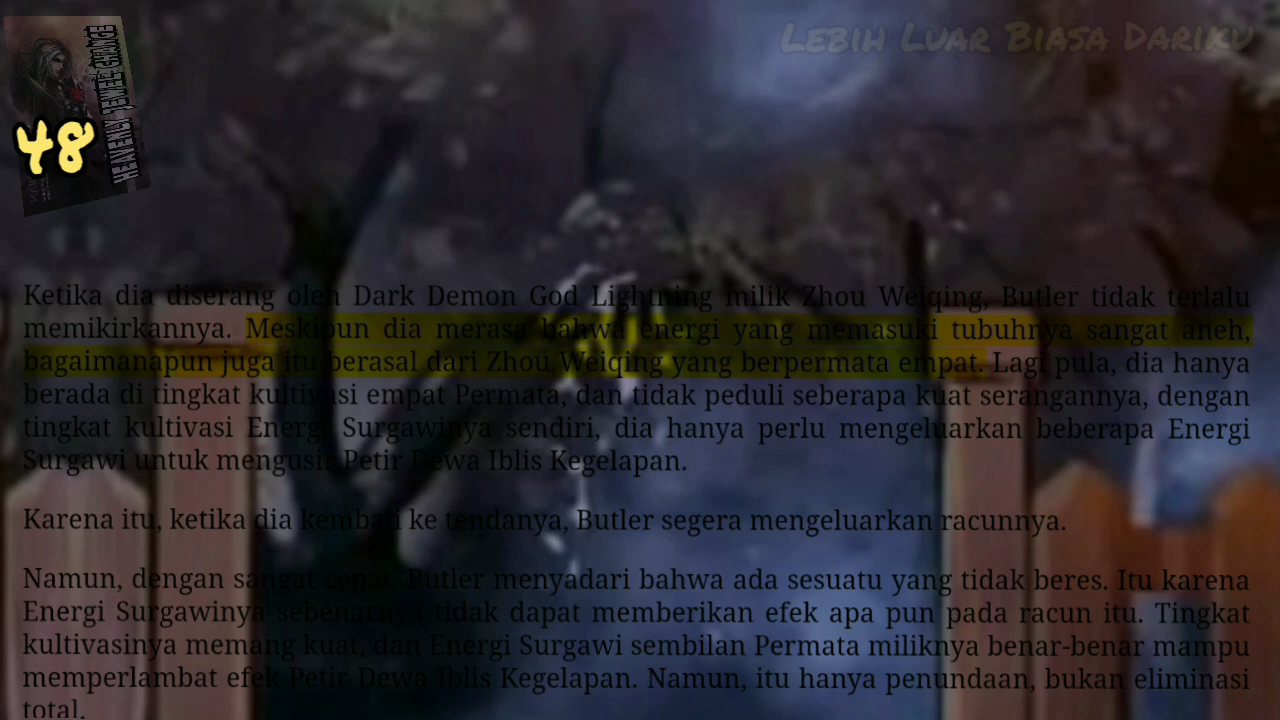 Lebih Luar Biasa Dariku
HEAVENLY JEWEL CHANGE
48
Ketika dia diserang oleh Dark Demon God Lightning milik Zhou Weiqing, Butler tidak terlalu
memikirkannya. Meskipun dia merasa bahwa energi yang memasuki tubuhnya sangat aneh,
bagaimanapun juga itu berasal dari Zhou Weiqing yang berpermata empat. Lagi pula, dia hanya
berada di tingkat kultivasi empat Permata, dan tidak peduli seberapa kuat serangannya, dengan
tingkat kultivasi Energi Surgawinya sendiri, dia hanya perlu mengeluarkan beberapa Energi
Surgawi untuk mengusir Petir Dewa Iblis Kegelapan.
Karena itu, ketika dia kembali ke tendanya, Butler segera mengeluarkan racunnya.
Namun, dengan sangat cepat, Butler menyadari bahwa ada sesuatu yang tidak beres. Itu karena
Energi Surgawinya sebenarnya tidak dapat memberikan efek apa pun pada racun itu. Tingkat
kultivasinya memang kuat, dan Energi Surgawi sembilan Permata miliknya benar-benar mampu
memperlambat efek Petir Dewa Iblis Kegelapan. Namun, itu hanya penundaan, bukan eliminasi
total.